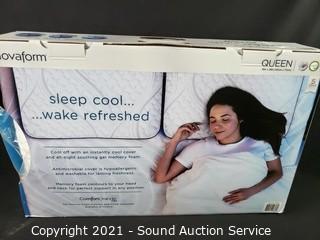 novaform
QUEEN
sleep cool...
...wake refreshed
Cool off with an instantly cool cover
and all-night soothing gel memory foam
Antimicrobial cover is hypoallergenic
and washable for lasting freshness
Memory foam contours to your head
and neck for perfect support in any position
Copyright 2021 - Sound Auction Service